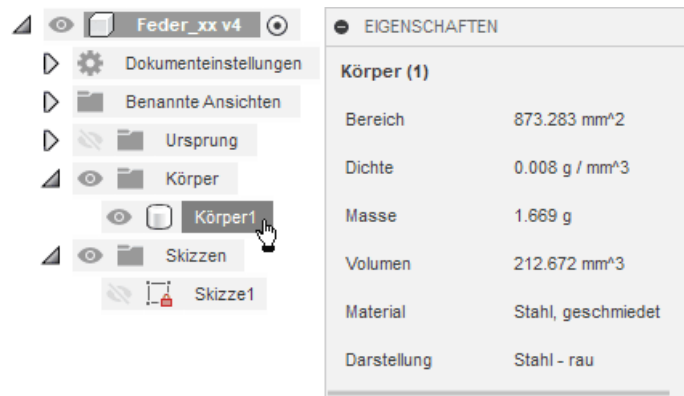 Feder_xx v4
Dokumenteinstellungen
Benannte Ansichten
Ursprung
Körper
Körper1
Skizzen
Skizze1
EIGENSCHAFTEN
Körper (1)
Bereich 873.283 mm^2
Dichte 0.008 g / mm^3
Masse 1.669 g
Volumen 212.672 mm^3
Material Stahl, geschmiedet
Darstellung Stahl - rau